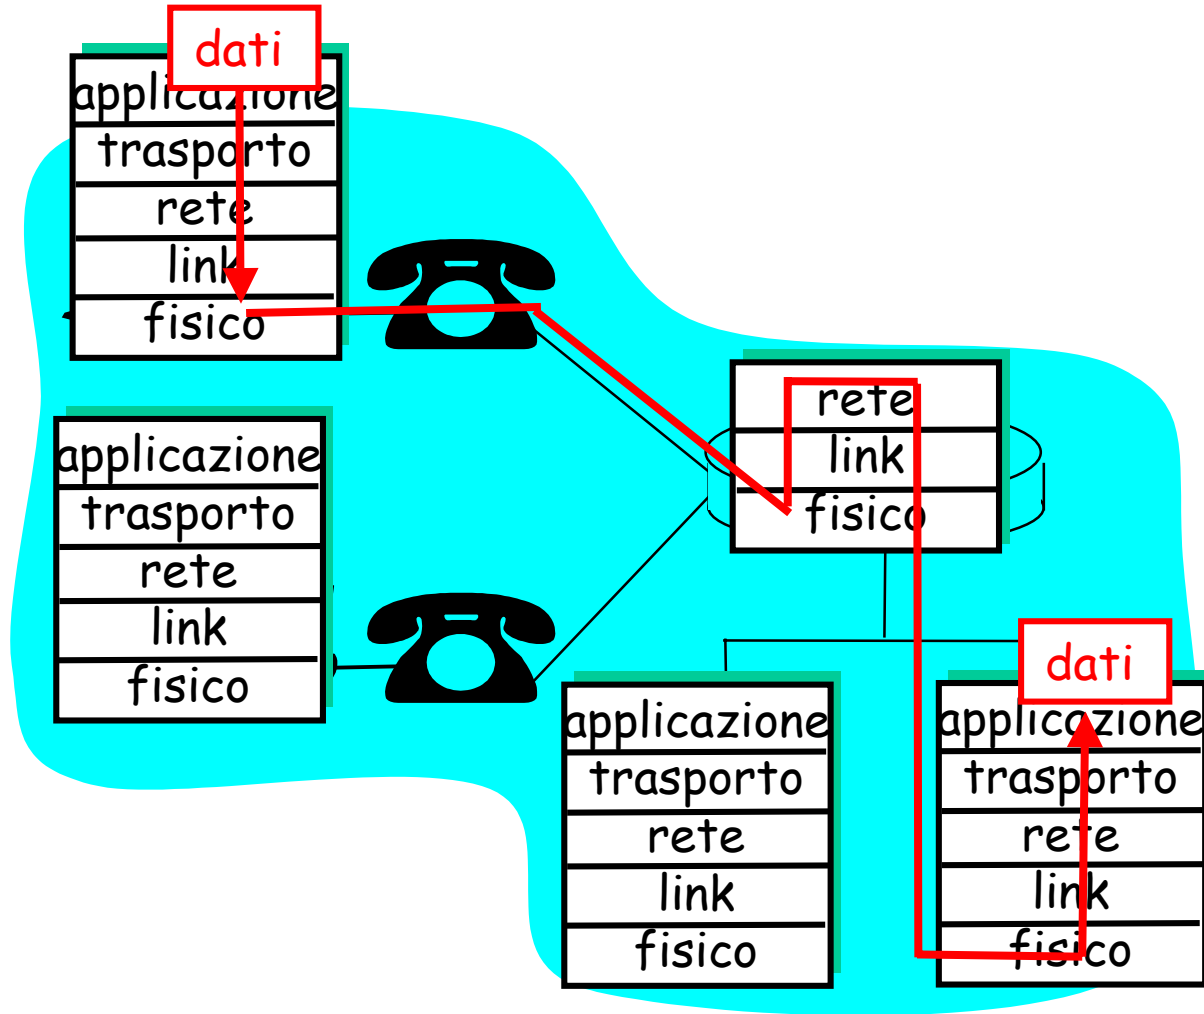 dati
applicazione
trasporto
rete
link
fisico
applicazione
trasporto
rete
link
fisico
rete
link
fisico
applicazione
trasporto
rete
link
fisico
dati
applicazione
trasporto
rete
link
fisico